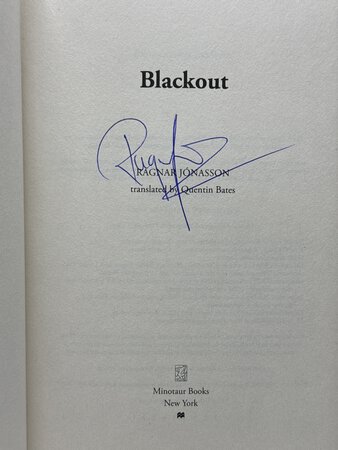 Blackout
RAGNAR JÓNASSON
translated by Quentin Bates
Minotaur Books
New York